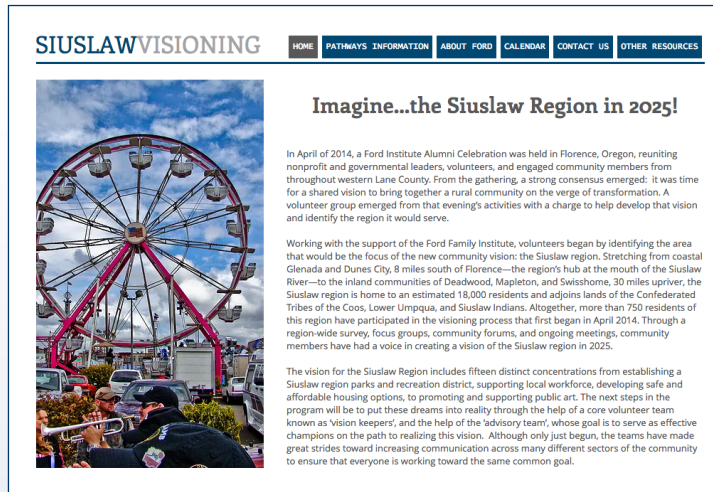 SIUSLAWVISIONING
HOME PATHWAYS INFORMATION ABOUT FORD CALENDAR CONTACT US OTHER RESOURCES
Imagine...the Siuslaw Region in 2025!
In April of 2014, a Ford Institute Alumni Celebration was held in Florence, Oregon, reuniting
nonprofit and governmental leaders, volunteers, and engaged community members from
throughout western Lane County. From the gathering, a strong consensus emerged:  it was time
for a shared vision to bring together a rural community on the verge of transformation. A
volunteer group emerged from that evening's activities with a charge to help develop that vision
and identify the region it would serve.
Working with the support of the Ford Family Institute, volunteers began by identifying the area
that would be the focus of the new community vision: the Siuslaw region. Stretching from coastal
Glenada and Dunes City, 8 miles south of Florence—the region's hub at the mouth of the Siuslaw
River—to the inland communities of Deadwood, Mapleton, and Swisshome, 30 miles upriver, the
Siuslaw region is home to an estimated 18,000 residents and adjoins lands of the Confederated
Tribes of the Coos, Lower Umpqua, and Siuslaw Indians. Altogether, more than 750 residents of
this region have participated in the visioning process that first began in April 2014. Through a
region-wide survey, focus groups, community forums, and ongoing meetings, community
members have had a voice in creating a vision of the Siuslaw region in 2025.
The vision for the Siuslaw Region includes fifteen distinct concentrations from establishing a
Siuslaw region parks and recreation district, supporting local workforce, developing safe and
affordable housing options, to promoting and supporting public art. The next steps in the
program will be to put these dreams into reality through the help of a core volunteer team
known as 'vision keepers', and the help of the 'advisory team', whose goal is to serve as effective
champions on the path to realizing this vision.  Although only just begun, the teams have made
great strides toward increasing communication across many different sectors of the community
to ensure that everyone is working toward the same common goal.